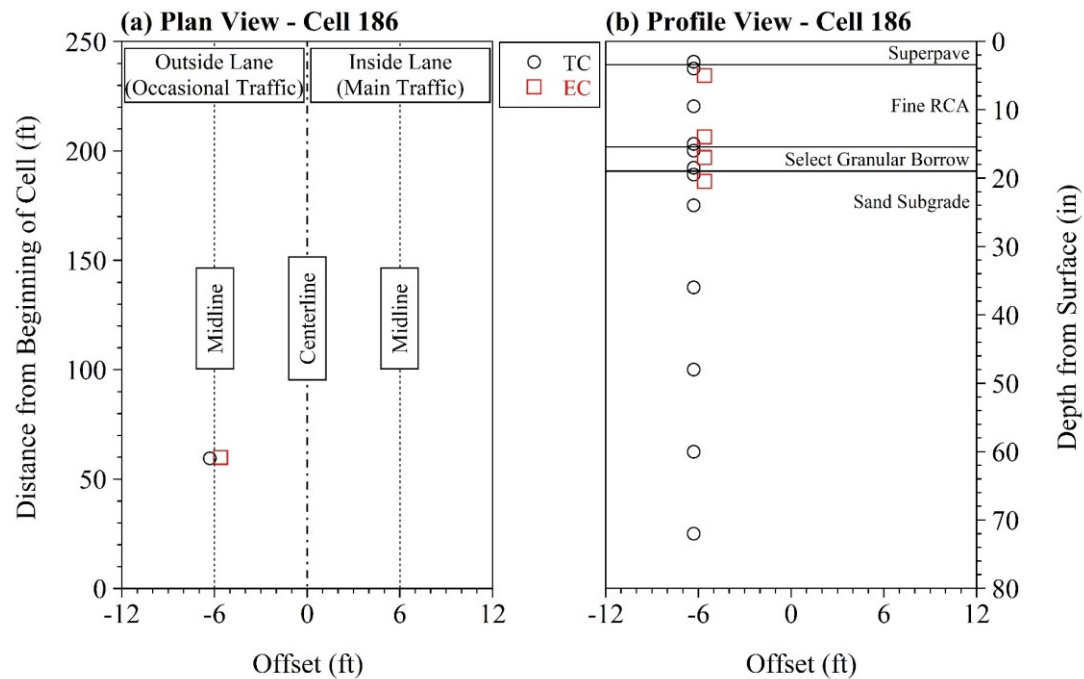 (a) Plan View - Cell 186
Distance from Beginning of Cell (ft)
250
200
150
100
50
0
Outside Lane
(Occasional Traffic)
Inside Lane
(Main Traffic)
Midline
Centerline
Midline
-12
-6
0
6
12
Offset (ft)
TC
EC
(b) Profile View - Cell 186
Superpave
Fine RCA
Select Granular Borrow
Sand Subgrade
0
10
20
30
40
50
60
70
80
Depth from Surface (in)
-12
-6
0
6
12
Offset (ft)